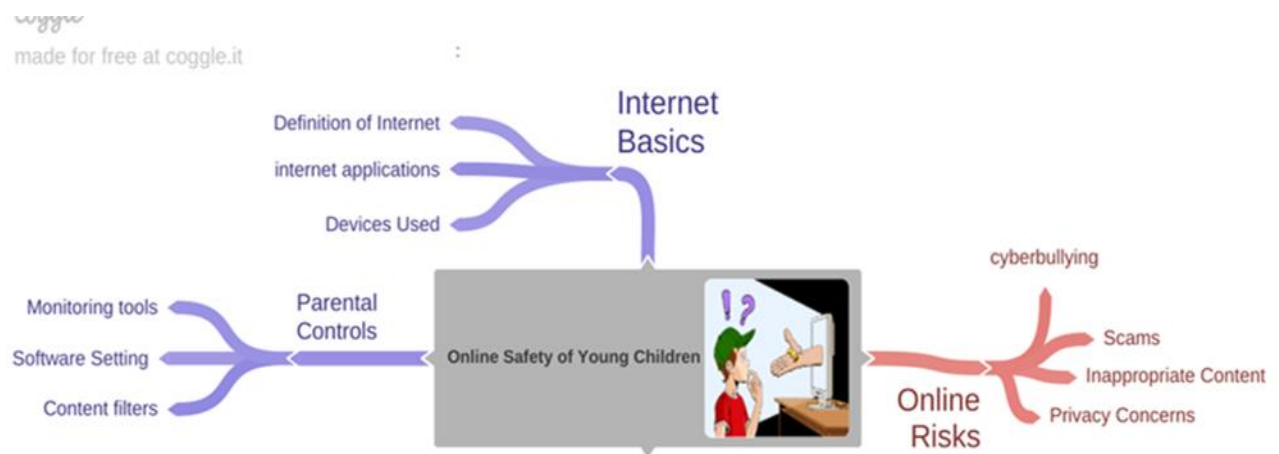 coggle
made for free at coggle.it
:
Internet
Basics
Definition of Internet
internet applications
Devices Used
Parental
Controls
Monitoring tools
Software Setting
Content filters
Online Safety of Young Children
!?
cyberbullying
Scams
Inappropriate Content
Privacy Concerns
Online
Risks